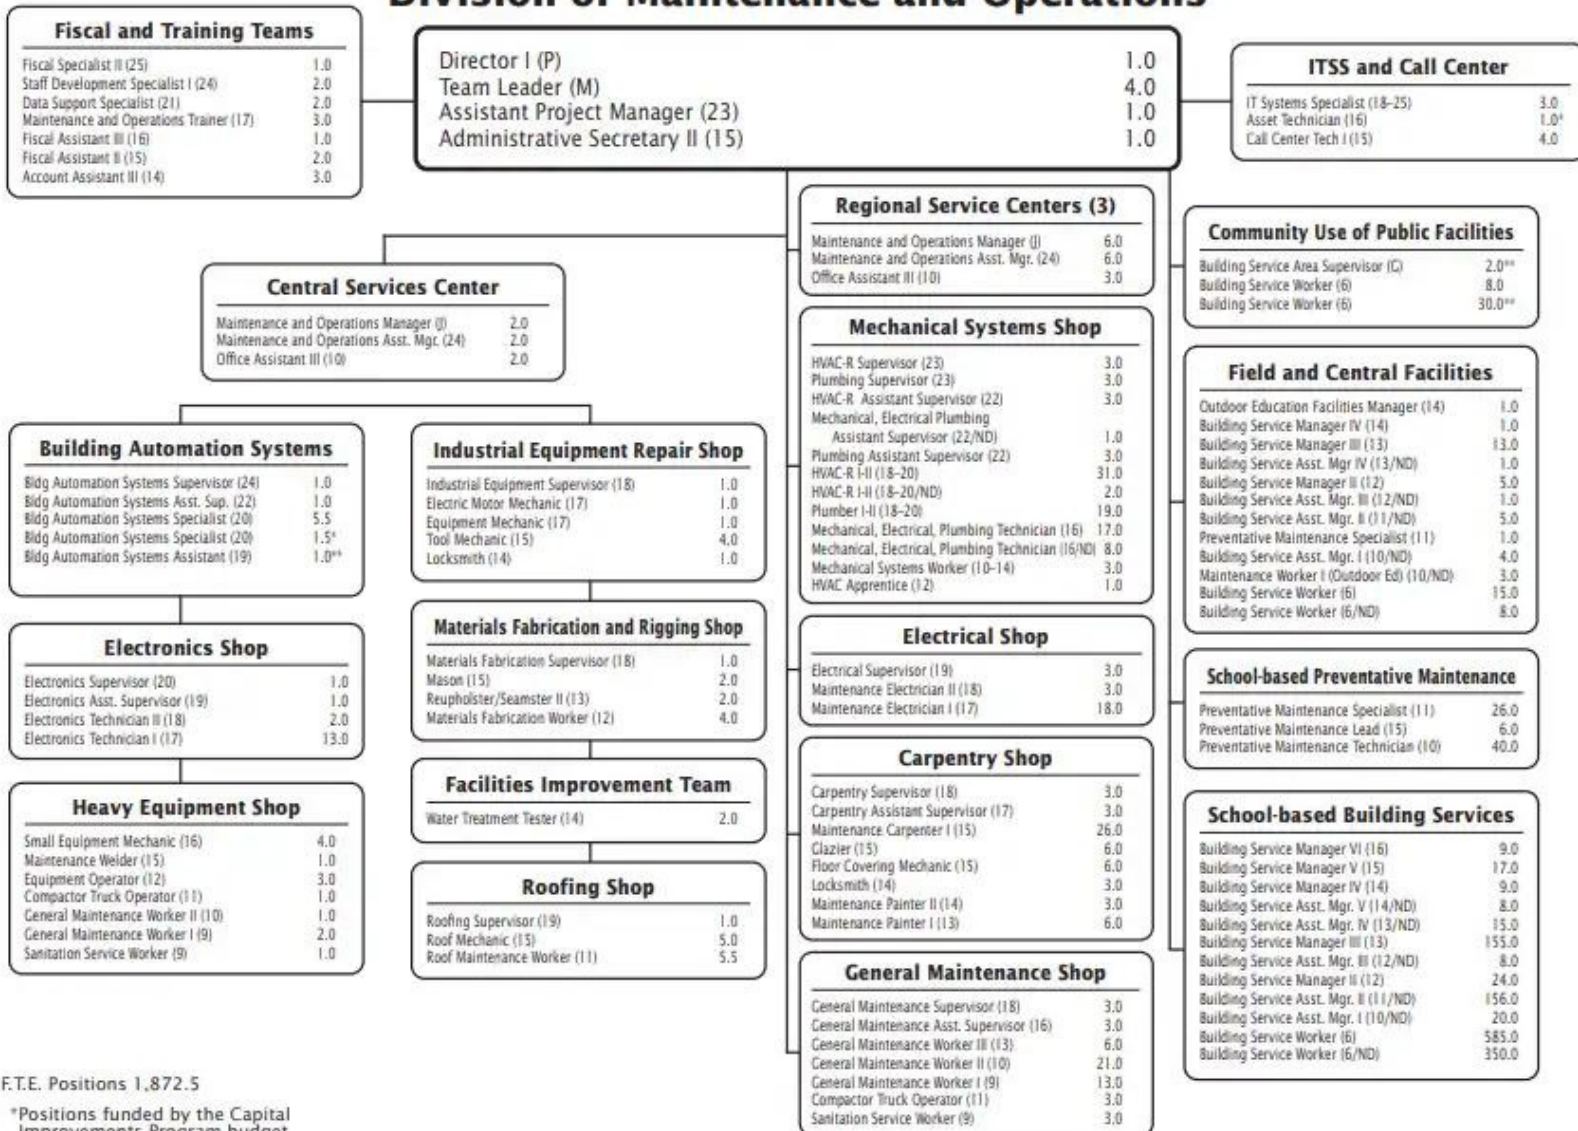 Division of Maintenance and Operations
Fiscal and Training Teams
Fiscal Specialist II (25) 1.0
Staff Development Specialist I (24) 2.0
Data Support Specialist (21) 2.0
Maintenance and Operations Trainer (17) 3.0
Fiscal Assistant III (16) 1.0
Fiscal Assistant II (15) 2.0
Account Assistant III (14) 3.0
Director I (P) 1.0
Team Leader (M) 4.0
Assistant Project Manager (23) 1.0
Administrative Secretary II (15) 1.0
ITSS and Call Center
IT Systems Specialist (18–25) 3.0
Asset Technician (16) 1.0*
Call Center Tech I (15) 4.0
Central Services Center
Maintenance and Operations Manager (J) 2.0
Maintenance and Operations Asst. Mgr. (24) 2.0
Office Assistant III (10) 2.0
Building Automation Systems
Bldg Automation Systems Supervisor (24) 1.0
Bldg Automation Systems Asst. Sup. (22) 1.0
Bldg Automation Systems Specialist (20) 5.5
Bldg Automation Systems Specialist (20) 1.5*
Bldg Automation Systems Assistant (19) 1.0**
Electronics Shop
Electronics Supervisor (20) 1.0
Electronics Asst. Supervisor (19) 1.0
Electronics Technician II (18) 2.0
Electronics Technician I (17) 13.0
Heavy Equipment Shop
Small Equipment Mechanic (16) 4.0
Maintenance Welder (15) 1.0
Equipment Operator (12) 3.0
Compactor Truck Operator (11) 1.0
General Maintenance Worker II (10) 1.0
General Maintenance Worker I (9) 2.0
Sanitation Service Worker (9) 1.0
Industrial Equipment Repair Shop
Industrial Equipment Supervisor (18) 1.0
Electric Motor Mechanic (17) 1.0
Equipment Mechanic (17) 1.0
Tool Mechanic (15) 4.0
Locksmith (14) 1.0
Materials Fabrication and Rigging Shop
Materials Fabrication Supervisor (18) 1.0
Mason (15) 2.0
Reupholster/Seamster II (13) 2.0
Materials Fabrication Worker (12) 4.0
Facilities Improvement Team
Water Treatment Tester (14) 2.0
Roofing Shop
Roofing Supervisor (19) 1.0
Roof Mechanic (15) 5.0
Roof Maintenance Worker (11) 5.5
Regional Service Centers (3)
Maintenance and Operations Manager (J) 6.0
Maintenance and Operations Asst. Mgr. (24) 6.0
Office Assistant III (10) 3.0
Mechanical Systems Shop
HVAC-R Supervisor (23) 3.0
Plumbing Supervisor (23) 3.0
HVAC-R Assistant Supervisor (22) 3.0
Mechanical, Electrical Plumbing
Assistant Supervisor (22/ND) 1.0
Plumbing Assistant Supervisor (22) 3.0
HVAC-R I-II (18–20) 31.0
HVAC-R I-II (18–20/ND) 2.0
Plumber I-II (18–20) 19.0
Mechanical, Electrical, Plumbing Technician (16) 17.0
Mechanical, Electrical, Plumbing Technician (16/ND) 8.0
Mechanical Systems Worker (10–14) 3.0
HVAC Apprentice (12) 1.0
Electrical Shop
Electrical Supervisor (19) 3.0
Maintenance Electrician II (18) 3.0
Maintenance Electrician I (17) 18.0
Carpentry Shop
Carpentry Supervisor (18) 3.0
Carpentry Assistant Supervisor (17) 3.0
Maintenance Carpenter I (15) 26.0
Glazier (15) 6.0
Floor Covering Mechanic (15) 6.0
Locksmith (14) 3.0
Maintenance Painter II (14) 3.0
Maintenance Painter I (13) 6.0
General Maintenance Shop
General Maintenance Supervisor (18) 3.0
General Maintenance Asst. Supervisor (16) 3.0
General Maintenance Worker III (13) 6.0
General Maintenance Worker II (10) 21.0
General Maintenance Worker I (9) 13.0
Compactor Truck Operator (11) 3.0
Sanitation Service Worker (9) 3.0
Community Use of Public Facilities
Building Service Area Supervisor (G) 2.0**
Building Service Worker (6) 8.0
Building Service Worker (6) 30.0**
Field and Central Facilities
Outdoor Education Facilities Manager (14) 1.0
Building Service Manager IV (14) 1.0
Building Service Manager III (13) 13.0
Building Service Asst. Mgr IV (13/ND) 1.0
Building Service Manager II (12) 5.0
Building Service Asst. Mgr. III (12/ND) 1.0
Building Service Asst. Mgr. II (11/ND) 5.0
Preventative Maintenance Specialist (11) 1.0
Building Service Asst. Mgr. I (10/ND) 4.0
Maintenance Worker I (Outdoor Ed) (10/ND) 3.0
Building Service Worker (6) 15.0
Building Service Worker (6/ND) 8.0
School-based Preventative Maintenance
Preventative Maintenance Specialist (11) 26.0
Preventative Maintenance Lead (15) 6.0
Preventative Maintenance Technician (10) 40.0
School-based Building Services
Building Service Manager VI (16) 9.0
Building Service Manager V (15) 17.0
Building Service Manager IV (14) 9.0
Building Service Asst. Mgr. V (14/ND) 8.0
Building Service Asst. Mgr. IV (13/ND) 15.0
Building Service Manager III (13) 155.0
Building Service Asst. Mgr. III (12/ND) 8.0
Building Service Manager II (12) 24.0
Building Service Asst. Mgr. II (11/ND) 156.0
Building Service Asst. Mgr. I (10/ND) 20.0
Building Service Worker (6) 585.0
Building Service Worker (6/ND) 350.0
F.T.E. Positions 1,872.5
*Positions funded by the Capital
Improvements Program budget